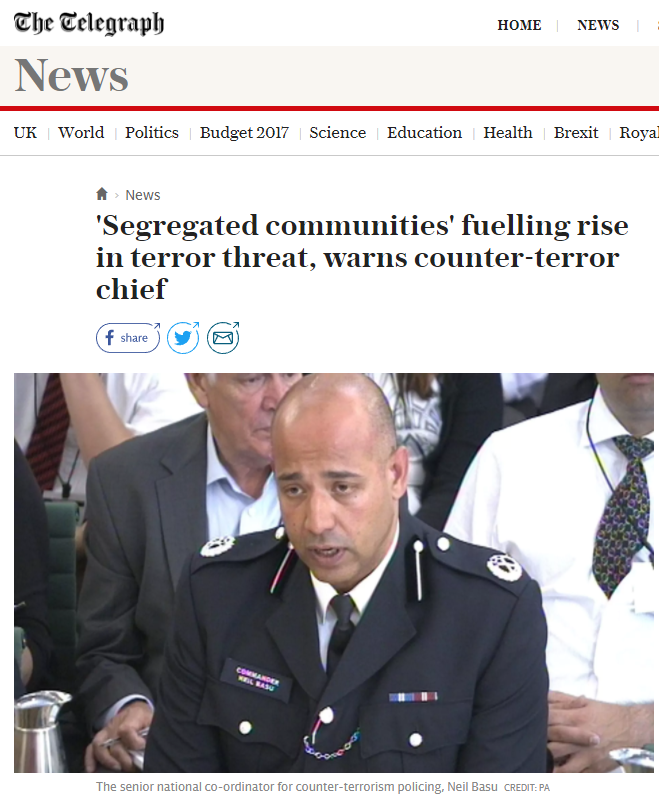 The Telegraph
HOME
NEWS
News
UK
World
Politics
Budget 2017
Science
Education
Health
Brexit
Royal
News
'Segregated communities' fuelling rise
in terror threat, warns counter-terror
chief
share
COMMANDER
NEIL BASU
The senior national co-ordinator for counter-terrorism policing, Neil Basu CREDIT: PA